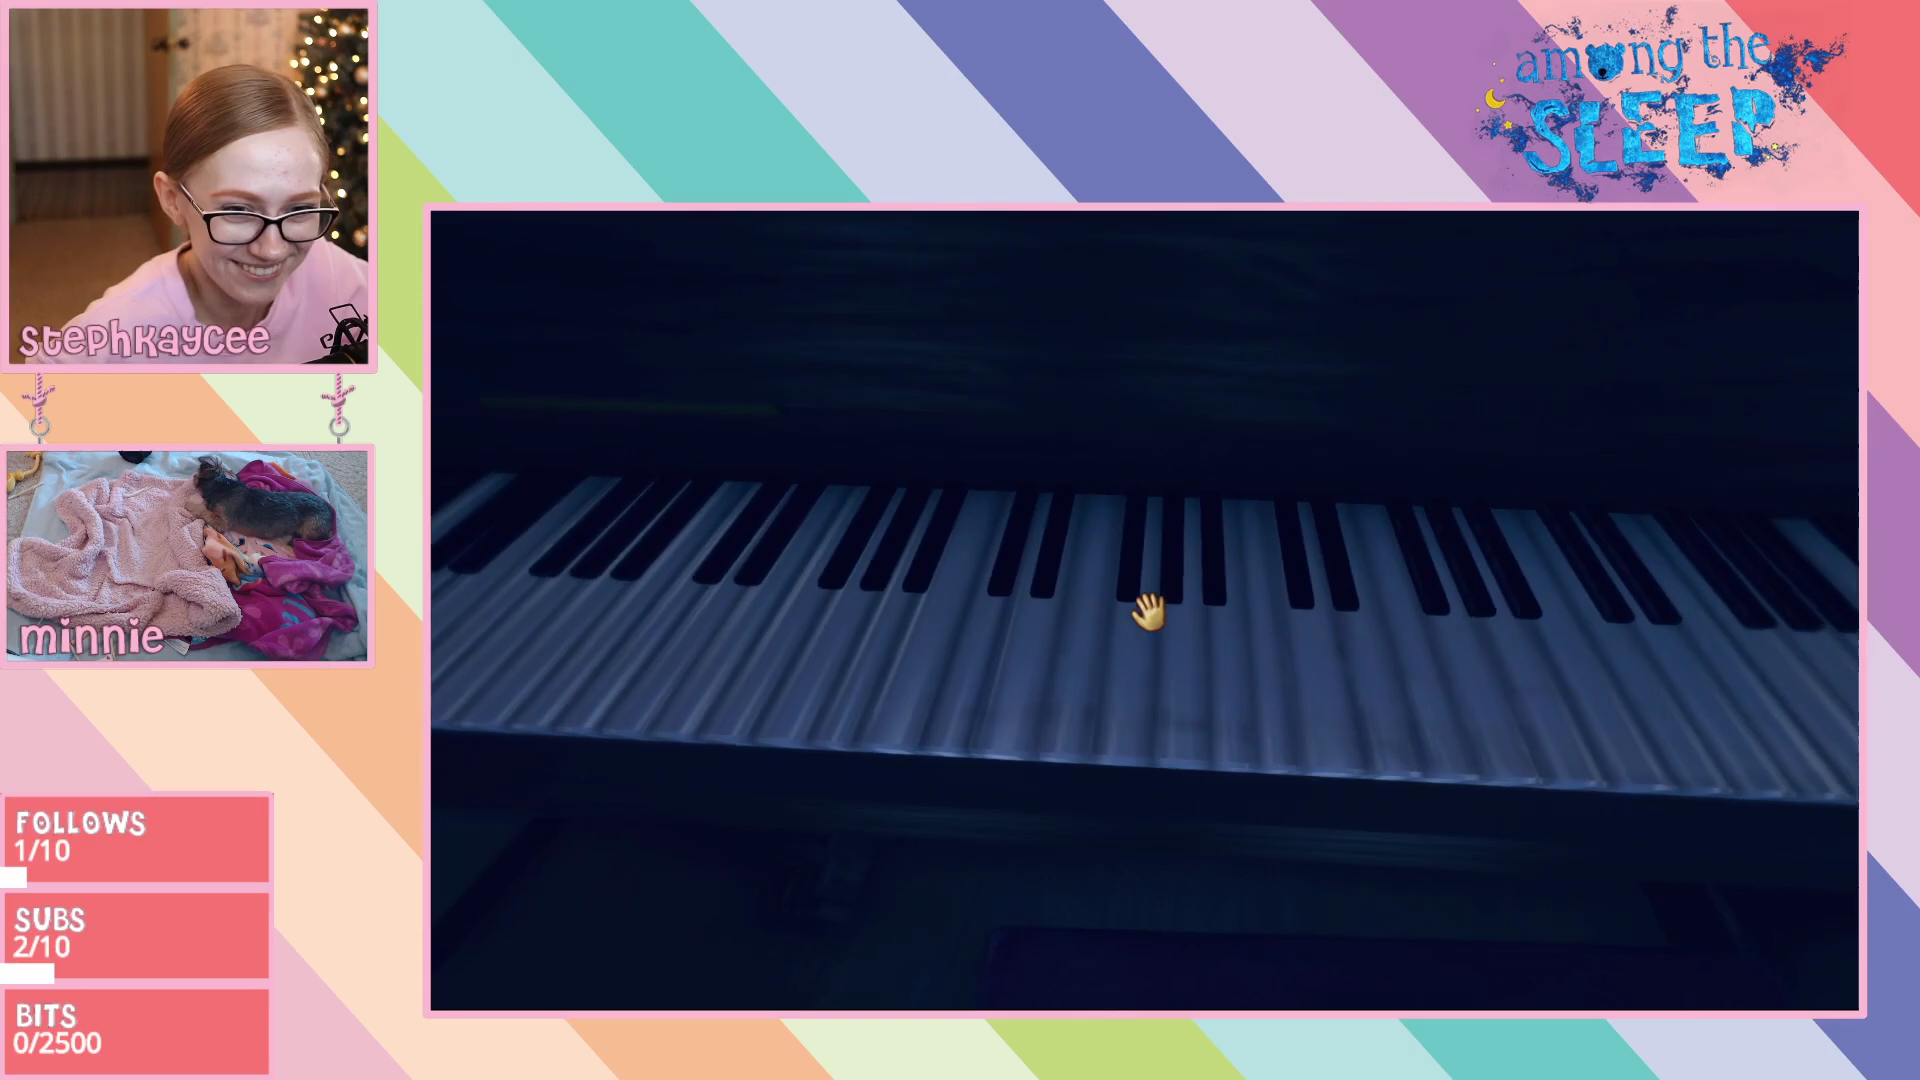 among the
SLEEP
stephkaycee
minnie
FOLLOWS
1/10
SUBS
2/10
BITS
0/2500